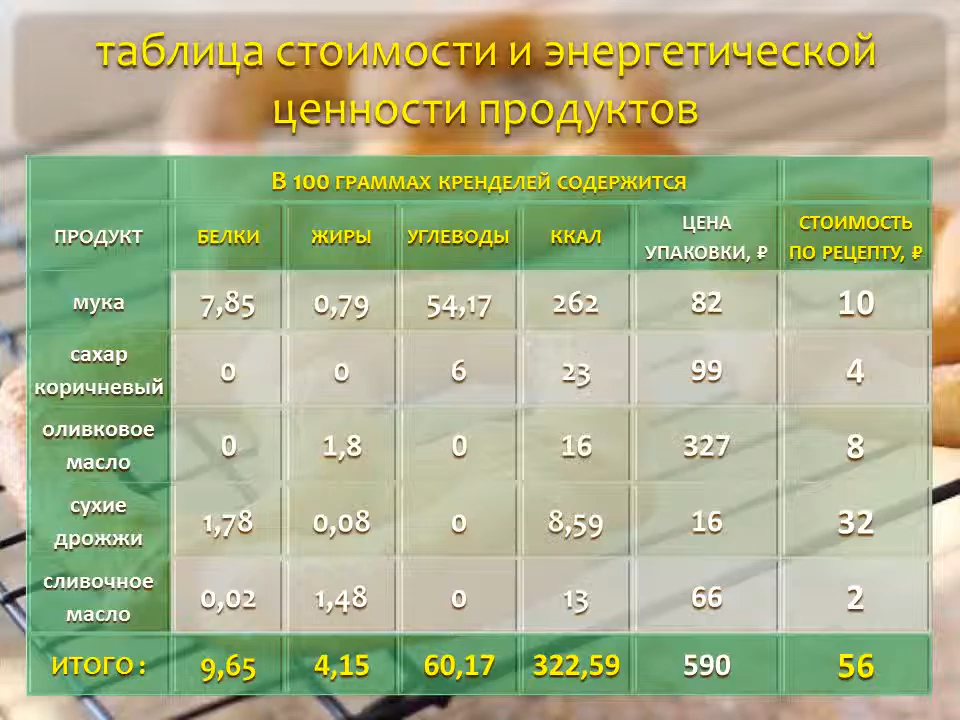 таблица стоимости и энергетической
ценности продуктов
В 100 ГРАММАХ КРЕНДЕЛЕЙ СОДЕРЖИТСЯ
ПРОДУКТ БЕЛКИ ЖИРЫ УГЛЕВОДЫ ККАЛ ЦЕНА УПАКОВКИ, ₽ СТОИМОСТЬ ПО РЕЦЕПТУ, ₽
мука 7,85 0,79 54,17 262 82 10
сахар коричневый 0 0 6 23 99 4
оливковое масло 0 1,8 0 16 327 8
сухие дрожжи 1,78 0,08 0 8,59 16 32
сливочное масло 0,02 1,48 0 13 66 2
ИТОГО : 9,65 4,15 60,17 322,59 590 56